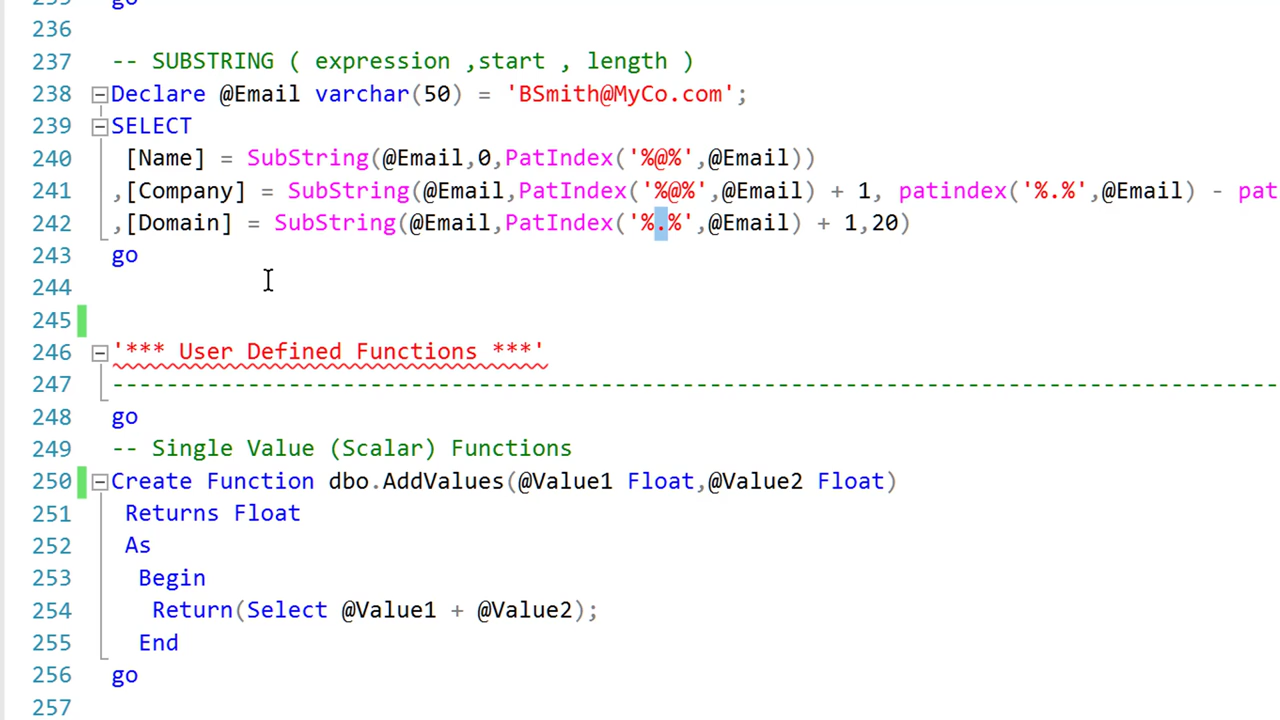 go
236
237 -- SUBSTRING ( expression ,start , length )
238 Declare @Email varchar(50) = 'BSmith@MyCo.com';
239 SELECT
240 [Name] = SubString(@Email,0,PatIndex('%@%',@Email))
241 ,[Company] = SubString(@Email,PatIndex('%@%',@Email) + 1, patindex('%.%',@Email) - pat
242 ,[Domain] = SubString(@Email,PatIndex('%.%',@Email) + 1,20)
243 go
244
245
246 '*** User Defined Functions ***'
247 -----------------------------------------------------------------------------------------
248 go
249 -- Single Value (Scalar) Functions
250 Create Function dbo.AddValues(@Value1 Float,@Value2 Float)
251 Returns Float
252 As
253 Begin
254 Return(Select @Value1 + @Value2);
255 End
256 go
257